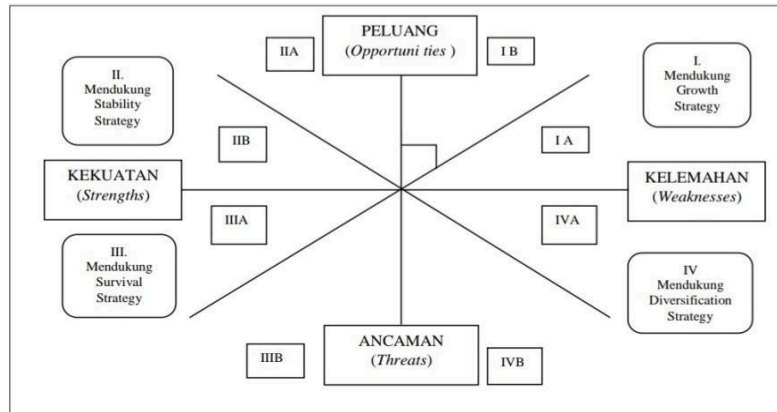 PELUANG
(Opportuni ties )
IIA
I B
II.
Mendukung
Stability
Strategy
I.
Mendukung
Growth
Strategy
IIB
I A
KEKUATAN
(Strengths)
KELEMAHAN
(Weaknesses)
IIIA
IVA
III.
Mendukung
Survival
Strategy
IV
Mendukung
Diversification
Strategy
ANCAMAN
(Threats)
IIIB
IVB